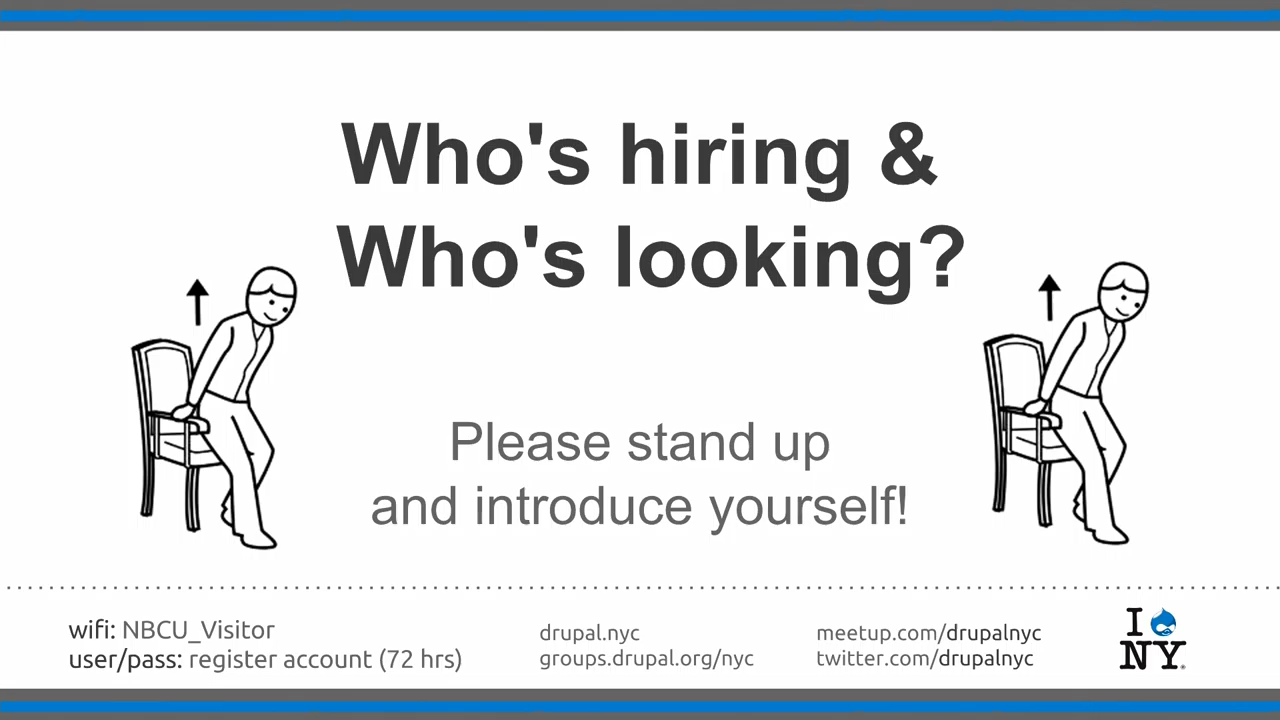 Who's hiring &
Who's looking?
Please stand up
and introduce yourself!
wifi: NBCU_Visitor
user/pass: register account (72 hrs)
drupal.nyc
groups.drupal.org/nyc
meetup.com/drupalnyc
twitter.com/drupalnyc
I
NY